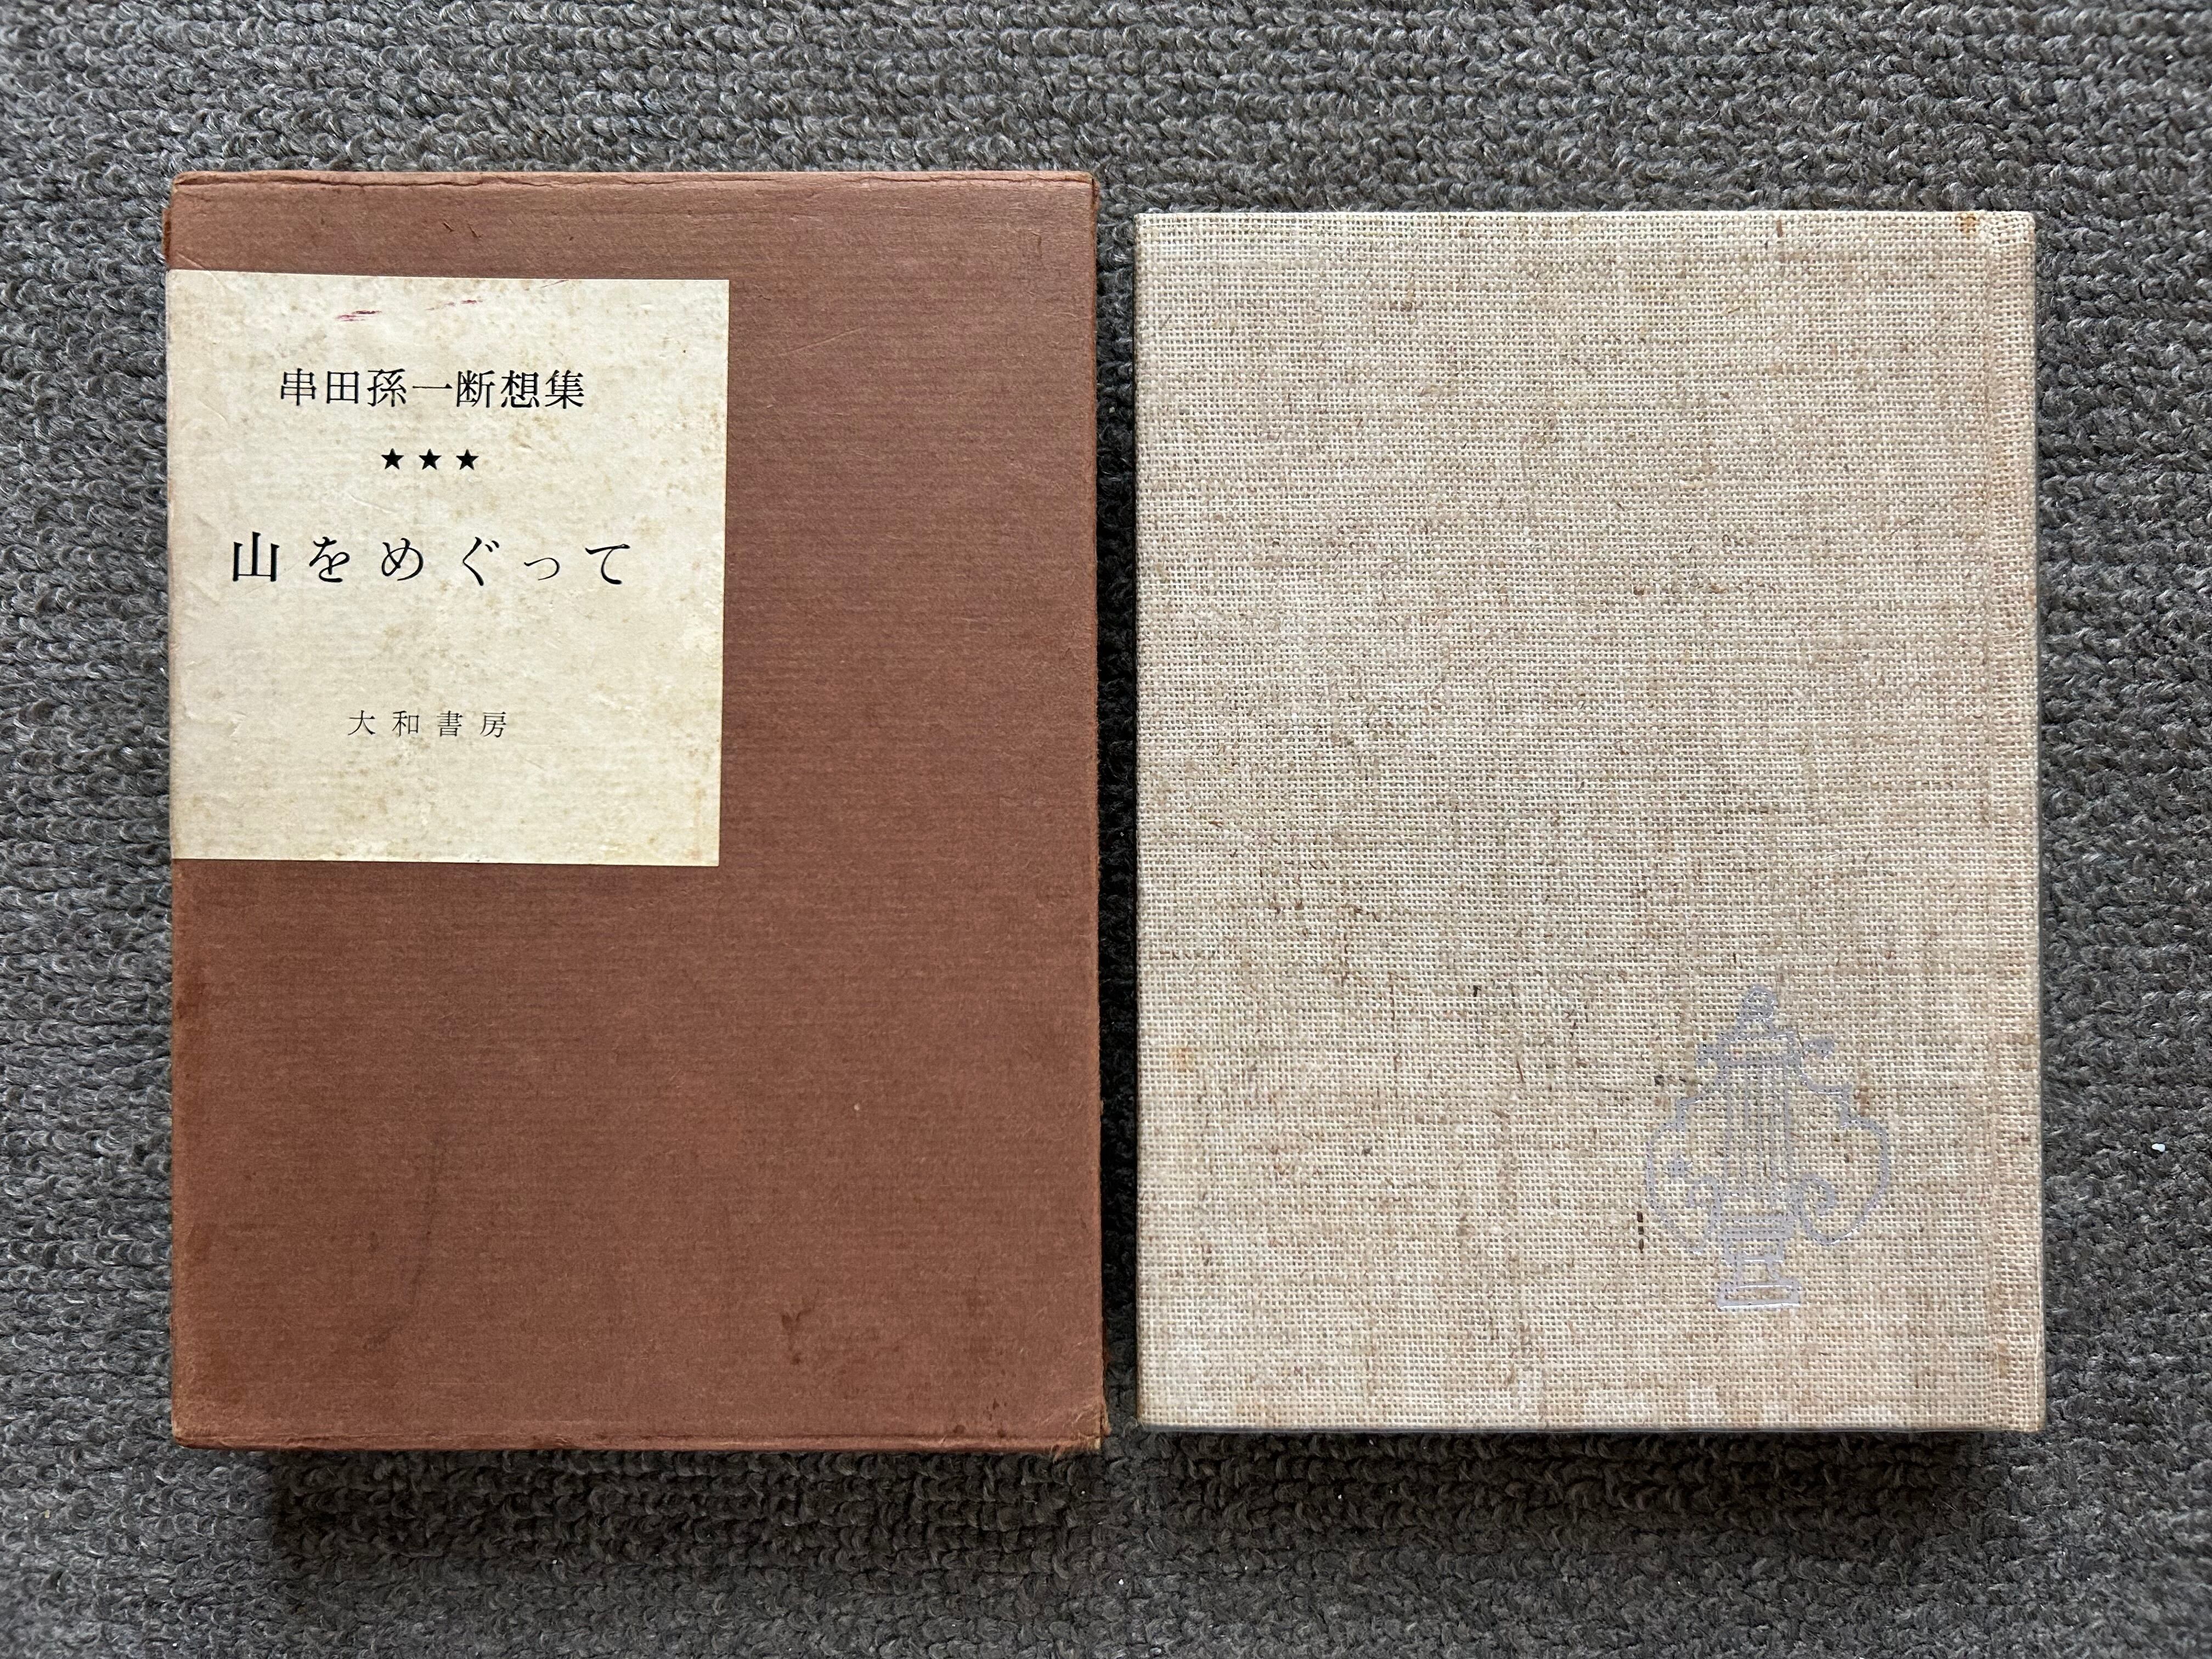 串田孫一断想集
★★★
山をめぐって
大和書房